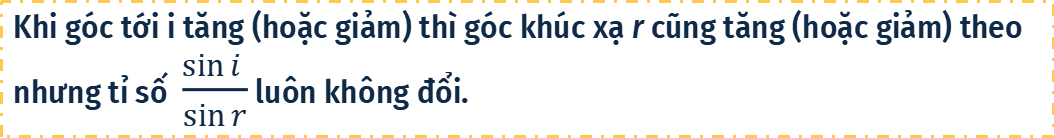 Khi góc tới i tăng (hoặc giảm) thì góc khúc xạ r cũng tăng (hoặc giảm) theo
nhưng tỉ số sin i / sin r luôn không đổi.